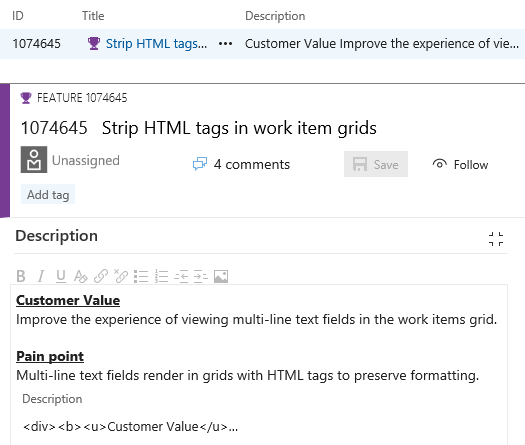 ID Title Description
1074645 Strip HTML tags... ••• Customer Value Improve the experience of vie...
FEATURE 1074645
1074645 Strip HTML tags in work item grids
Unassigned 4 comments Save Follow
Add tag
Description
B I U
Customer Value
Improve the experience of viewing multi-line text fields in the work items grid.
Pain point
Multi-line text fields render in grids with HTML tags to preserve formatting.
Description
<div><b><u>Customer Value</u>...